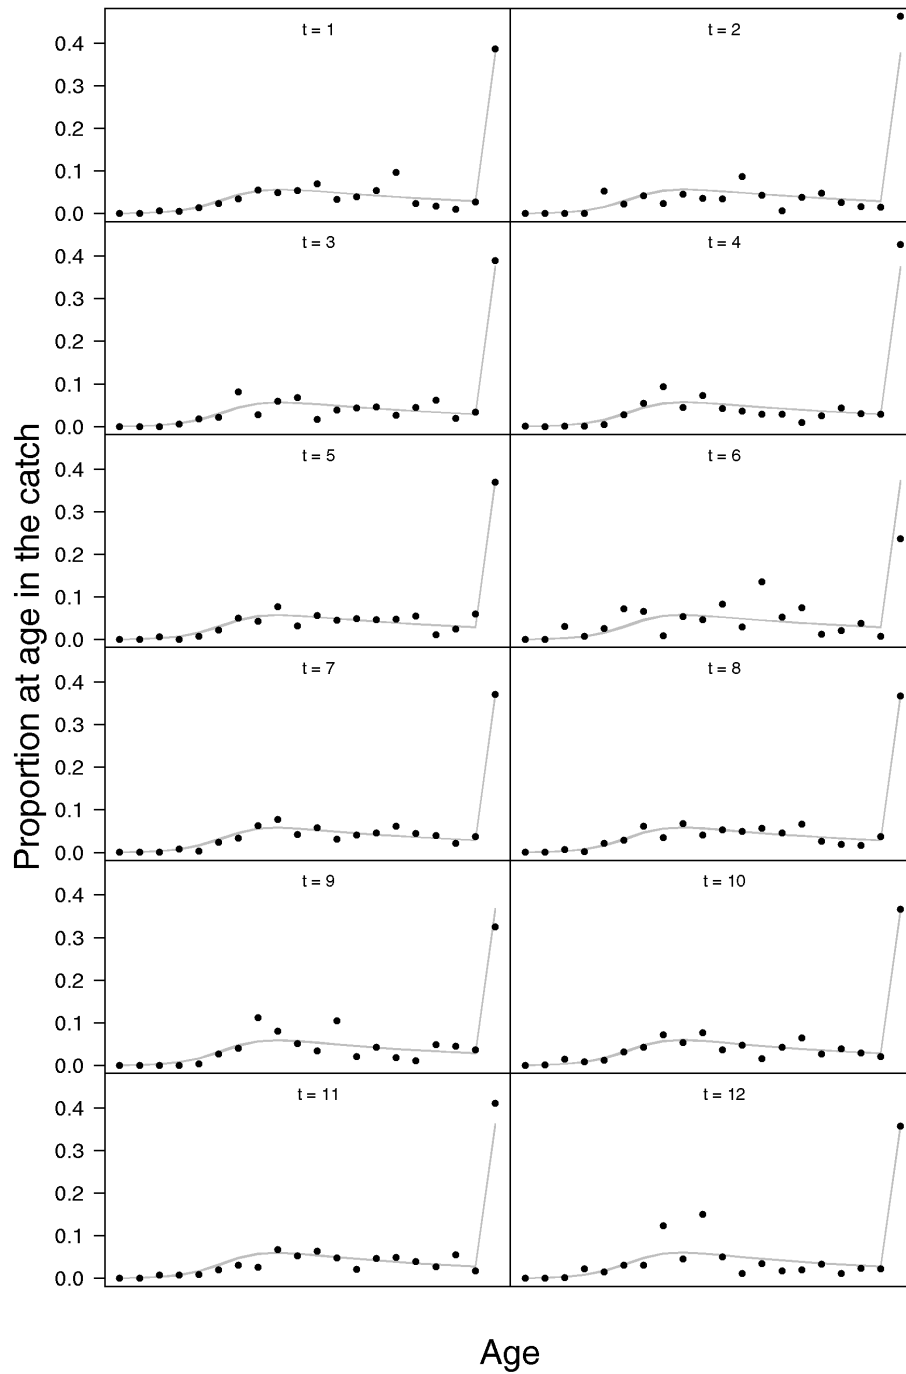 Proportion at age in the catch
t = 1
t = 2
0.4
0.3
0.2
0.1
0.0
t = 3
t = 4
0.4
0.3
0.2
0.1
0.0
t = 5
t = 6
0.4
0.3
0.2
0.1
0.0
t = 7
t = 8
0.4
0.3
0.2
0.1
0.0
t = 9
t = 10
0.4
0.3
0.2
0.1
0.0
t = 11
t = 12
0.4
0.3
0.2
0.1
0.0
Age